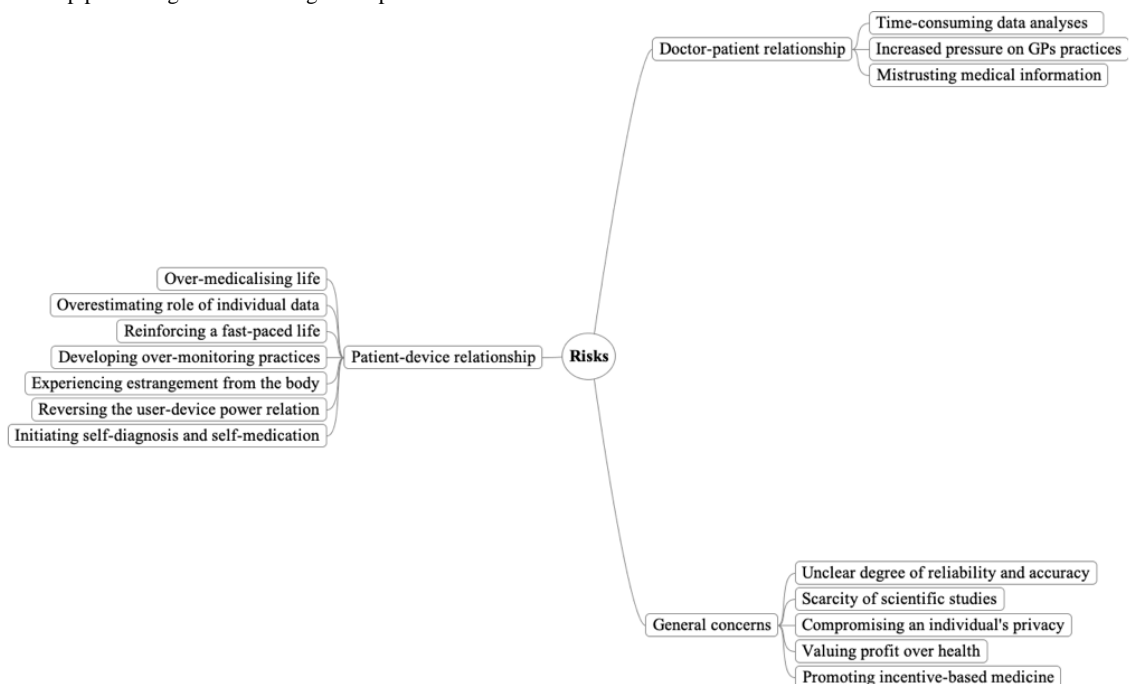 Time-consuming data analyses
Doctor-patient relationship
Increased pressure on GPs practices
Mistrusting medical information
Over-medicalising life
Overestimating role of individual data
Reinforcing a fast-paced life
Developing over-monitoring practices
Patient-device relationship
Risks
Experiencing estrangement from the body
Reversing the user-device power relation
Initiating self-diagnosis and self-medication
Unclear degree of reliability and accuracy
Scarcity of scientific studies
General concerns
Compromising an individual's privacy
Valuing profit over health
Promoting incentive-based medicine